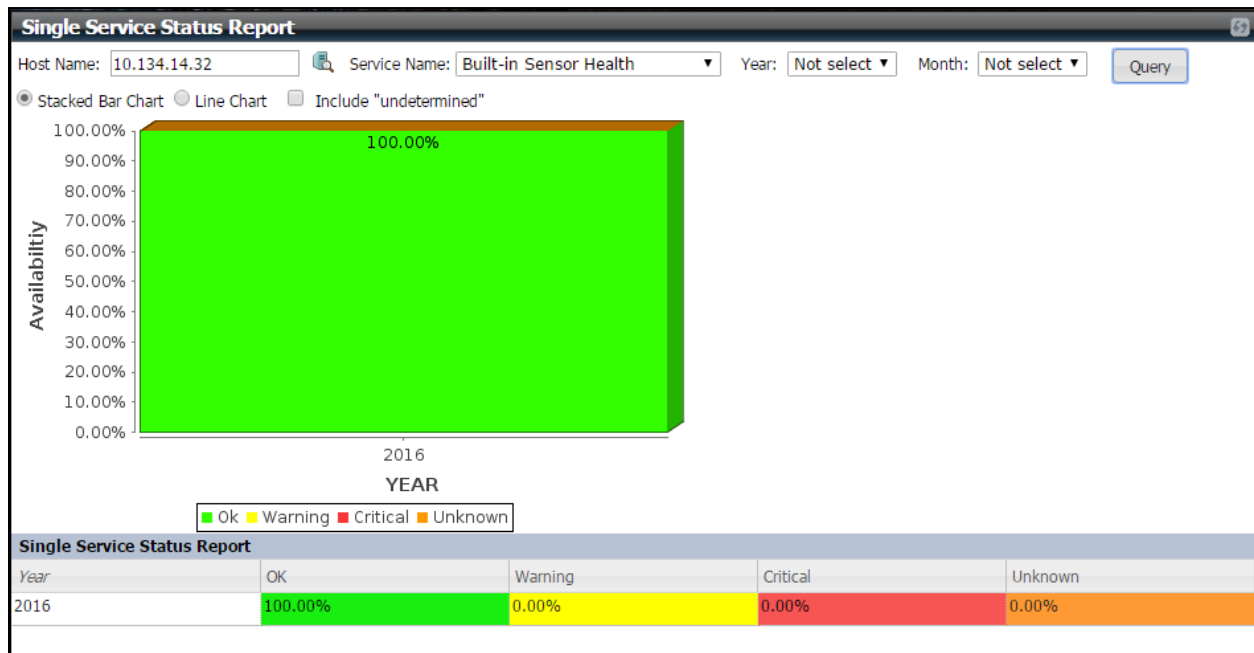 Single Service Status Report
Host Name: 10.134.14.32 Service Name: Built-in Sensor Health Year: Not select Month: Not select Query
Stacked Bar Chart Line Chart Include "undetermined"
100.00%
100.00%
90.00%
80.00%
70.00%
60.00%
50.00%
40.00%
30.00%
20.00%
10.00%
0.00%
Availabiltiy
2016
YEAR
Ok Warning Critical Unknown
Single Service Status Report
Year OK Warning Critical Unknown
2016 100.00% 0.00% 0.00% 0.00%